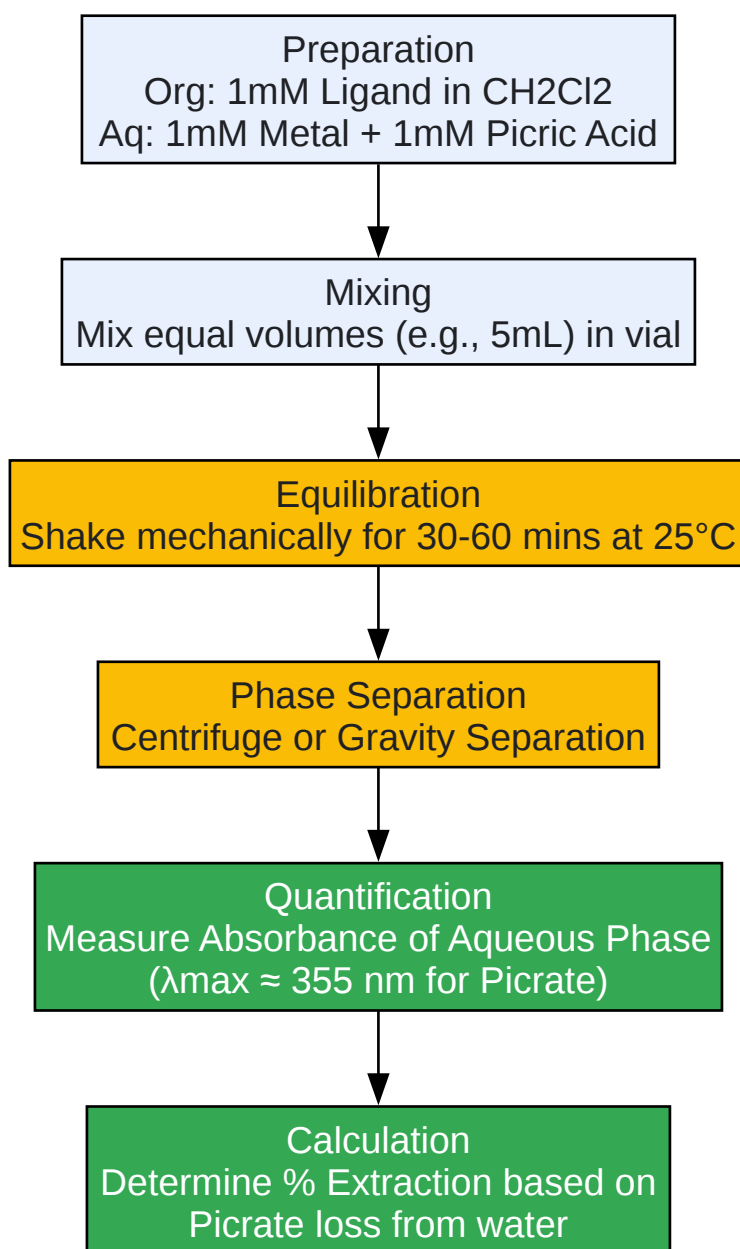 Preparation
Org: 1mM Ligand in CH2Cl2
Aq: 1mM Metal + 1mM Picric Acid
Mixing
Mix equal volumes (e.g., 5mL) in vial
Equilibration
Shake mechanically for 30-60 mins at 25°C
Phase Separation
Centrifuge or Gravity Separation
Quantification
Measure Absorbance of Aqueous Phase
(λmax ≈ 355 nm for Picrate)
Calculation
Determine % Extraction based on
Picrate loss from water